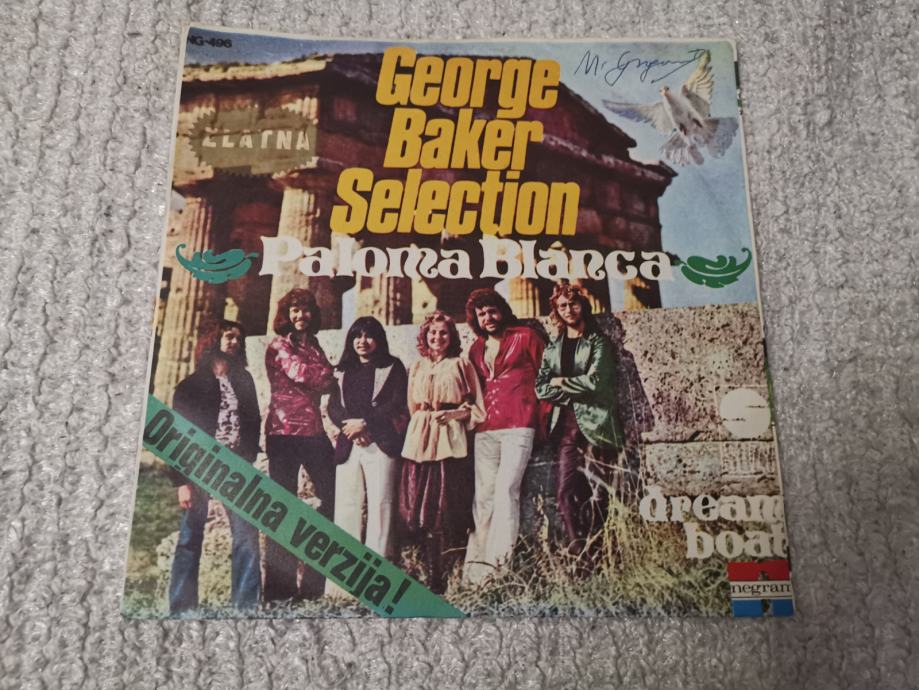 NG-496
George
Baker
Selection
ZLATNA
Paloma Blanca
Originalna verzija!
dream
boat
negram